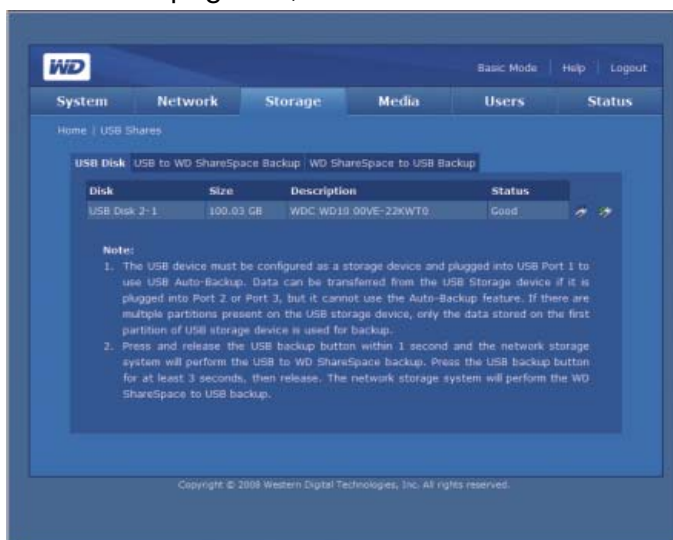 WD
Basic Mode | Help | Logout
System Network Storage Media Users Status
Home | USB Shares
USB Disk USB to WD ShareSpace Backup WD ShareSpace to USB Backup
Disk Size Description Status
USB Disk 2-1 100.03 GB WDC WD10 00VE-22KWT0 Good
Note:
1. The USB device must be configured as a storage device and plugged into USB Port 1 to
use USB Auto-Backup. Data can be transferred from the USB Storage device if it is
plugged into Port 2 or Port 3, but it cannot use the Auto-Backup feature. If there are
multiple partitions present on the USB storage device, only the data stored on the first
partition of USB storage device is used for backup.
2. Press and release the USB backup button within 1 second and the network storage
system will perform the USB to WD ShareSpace backup. Press the USB backup button
for at least 3 seconds, then release. The network storage system will perform the WD
ShareSpace to USB backup.
Copyright © 2008 Western Digital Technologies, Inc. All rights reserved.